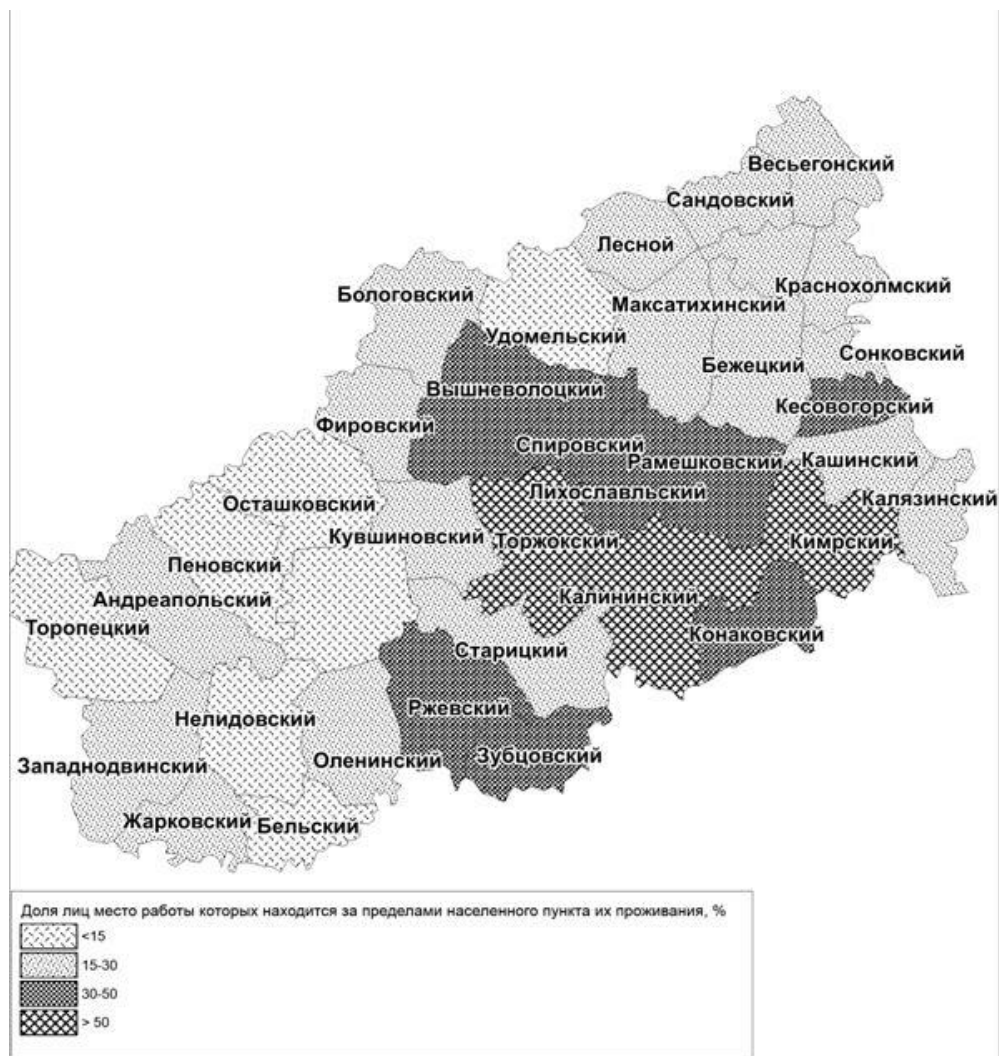 Весьегонский
Сандовский
Лесной
Краснохолмский
Бологовский
Максатихинский
Удомельский
Сонковский
Бежецкий
Вышневолоцкий
Кесовогорский
Фировский
Спировский
Рамешковский
Кашинский
Лихославльский
Калязинский
Осташковский
Кувшиновский
Торжокский
Кимрский
Пеновский
Андреапольский
Калининский
Торопецкий
Конаковский
Старицкий
Ржевский
Нелидовский
Зубцовский
Оленинский
Западнодвинский
Жарковский
Бельский
Доля лиц место работы которых находится за пределами населенного пункта их проживания, %
<15
15-30
30-50
> 50